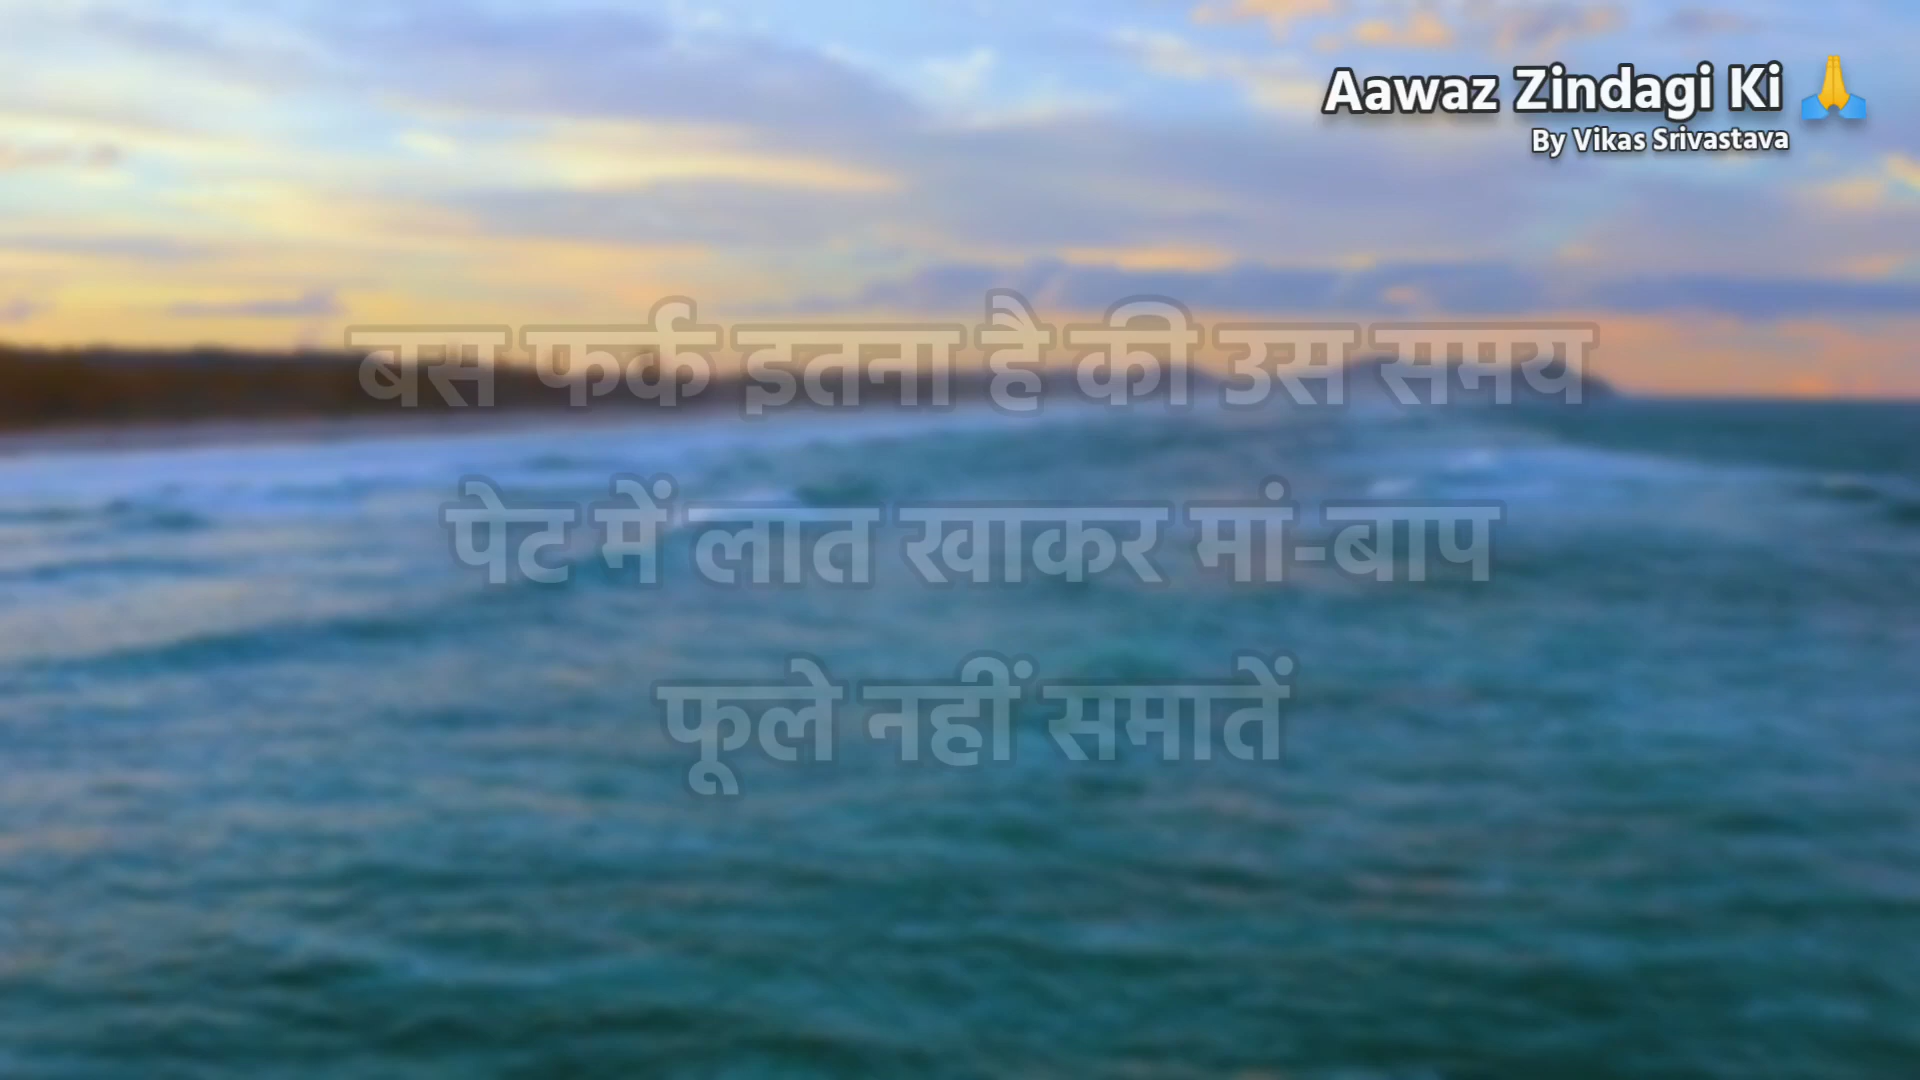 Aawaz Zindagi Ki 🙏
By Vikas Srivastava
बस फर्क इतना है की उस समय
पेट में लात खाकर मां-बाप
फूले नहीं समातें